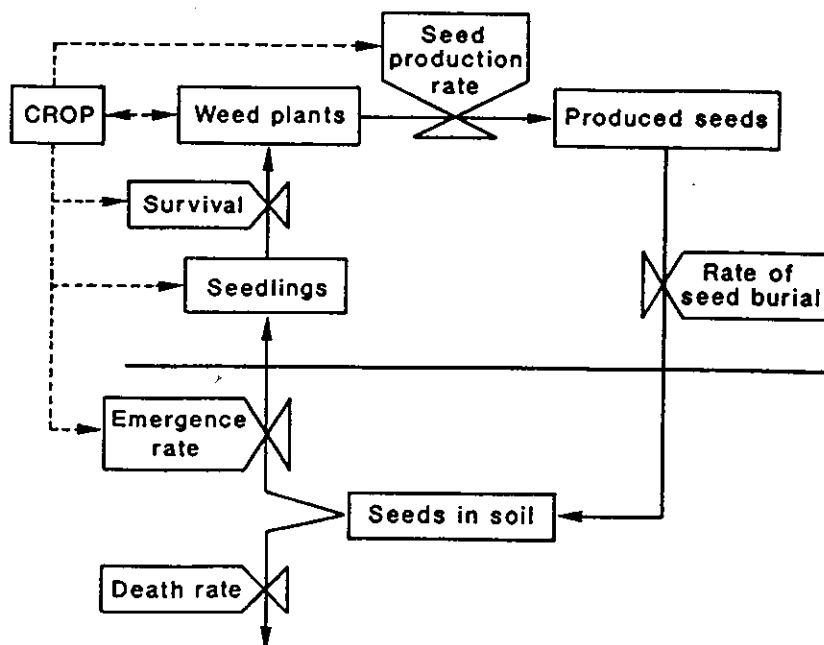 Seed
production
rate
CROP
Weed plants
Produced seeds
Survival
Seedlings
Rate of
seed burial
Emergence
rate
Seeds in soil
Death rate